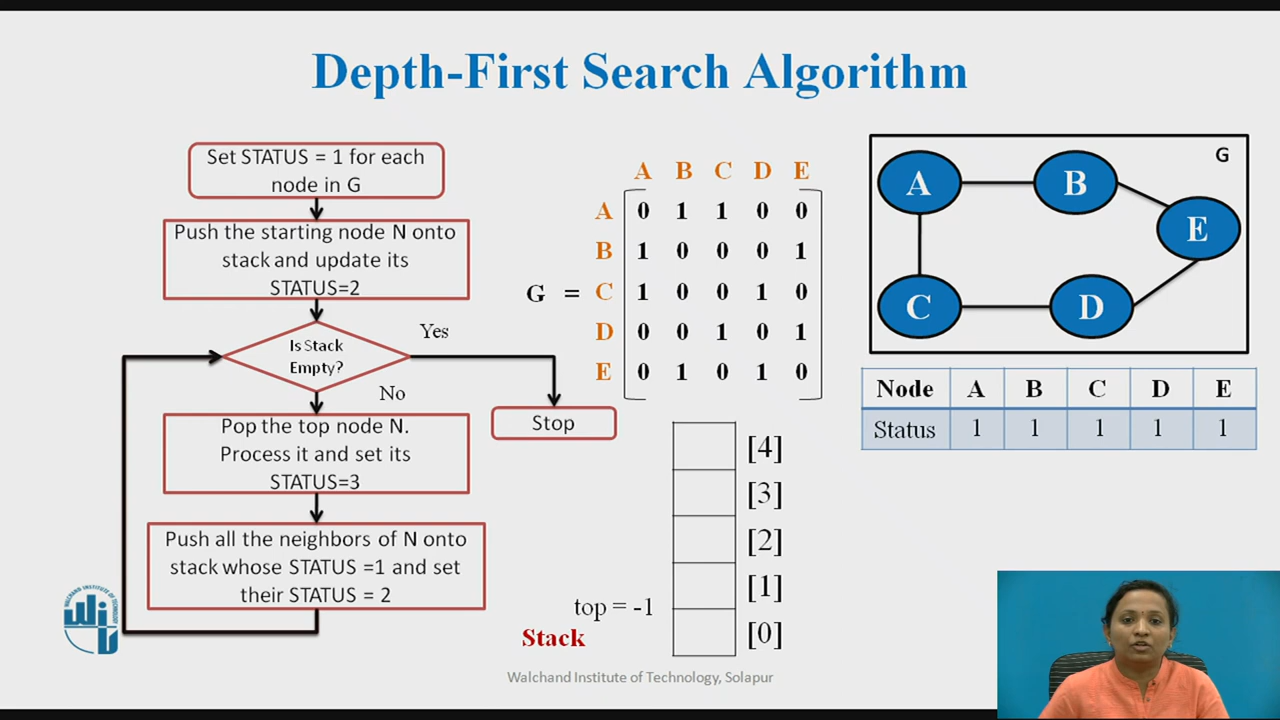 Depth-First Search Algorithm
Set STATUS = 1 for each
node in G
Push the starting node N onto
stack and update its
STATUS=2
Is Stack
Empty?
Yes
No
Stop
Pop the top node N.
Process it and set its
STATUS=3
Push all the neighbors of N onto
stack whose STATUS =1 and set
their STATUS = 2
A B C D E
A 0 1 1 0 0
B 1 0 0 0 1
G = C 1 0 0 1 0
D 0 0 1 0 1
E 0 1 0 1 0
[4]
[3]
[2]
[1]
[0]
top = -1
Stack
G
A
B
E
C
D
Node A B C D E
Status 1 1 1 1 1
WALCHAND INSTITUTE OF TECHNOLOGY
Walchand Institute of Technology, Solapur